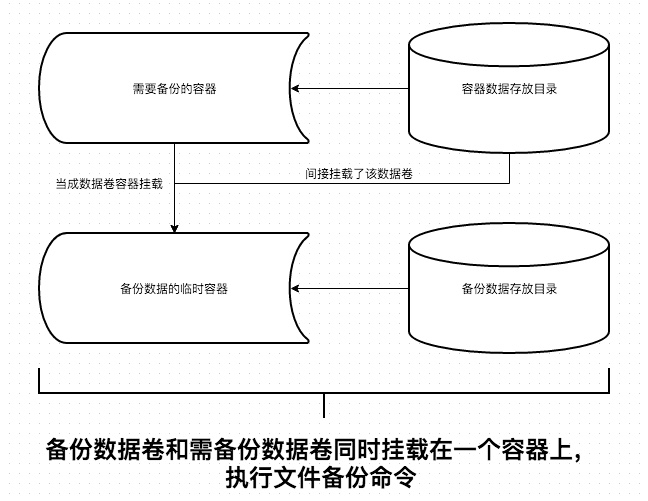 需要备份的容器
容器数据存放目录
间接挂载了该数据卷
当成数据卷容器挂载
备份数据的临时容器
备份数据存放目录
备份数据卷和需备份数据卷同时挂载在一个容器上，
执行文件备份命令